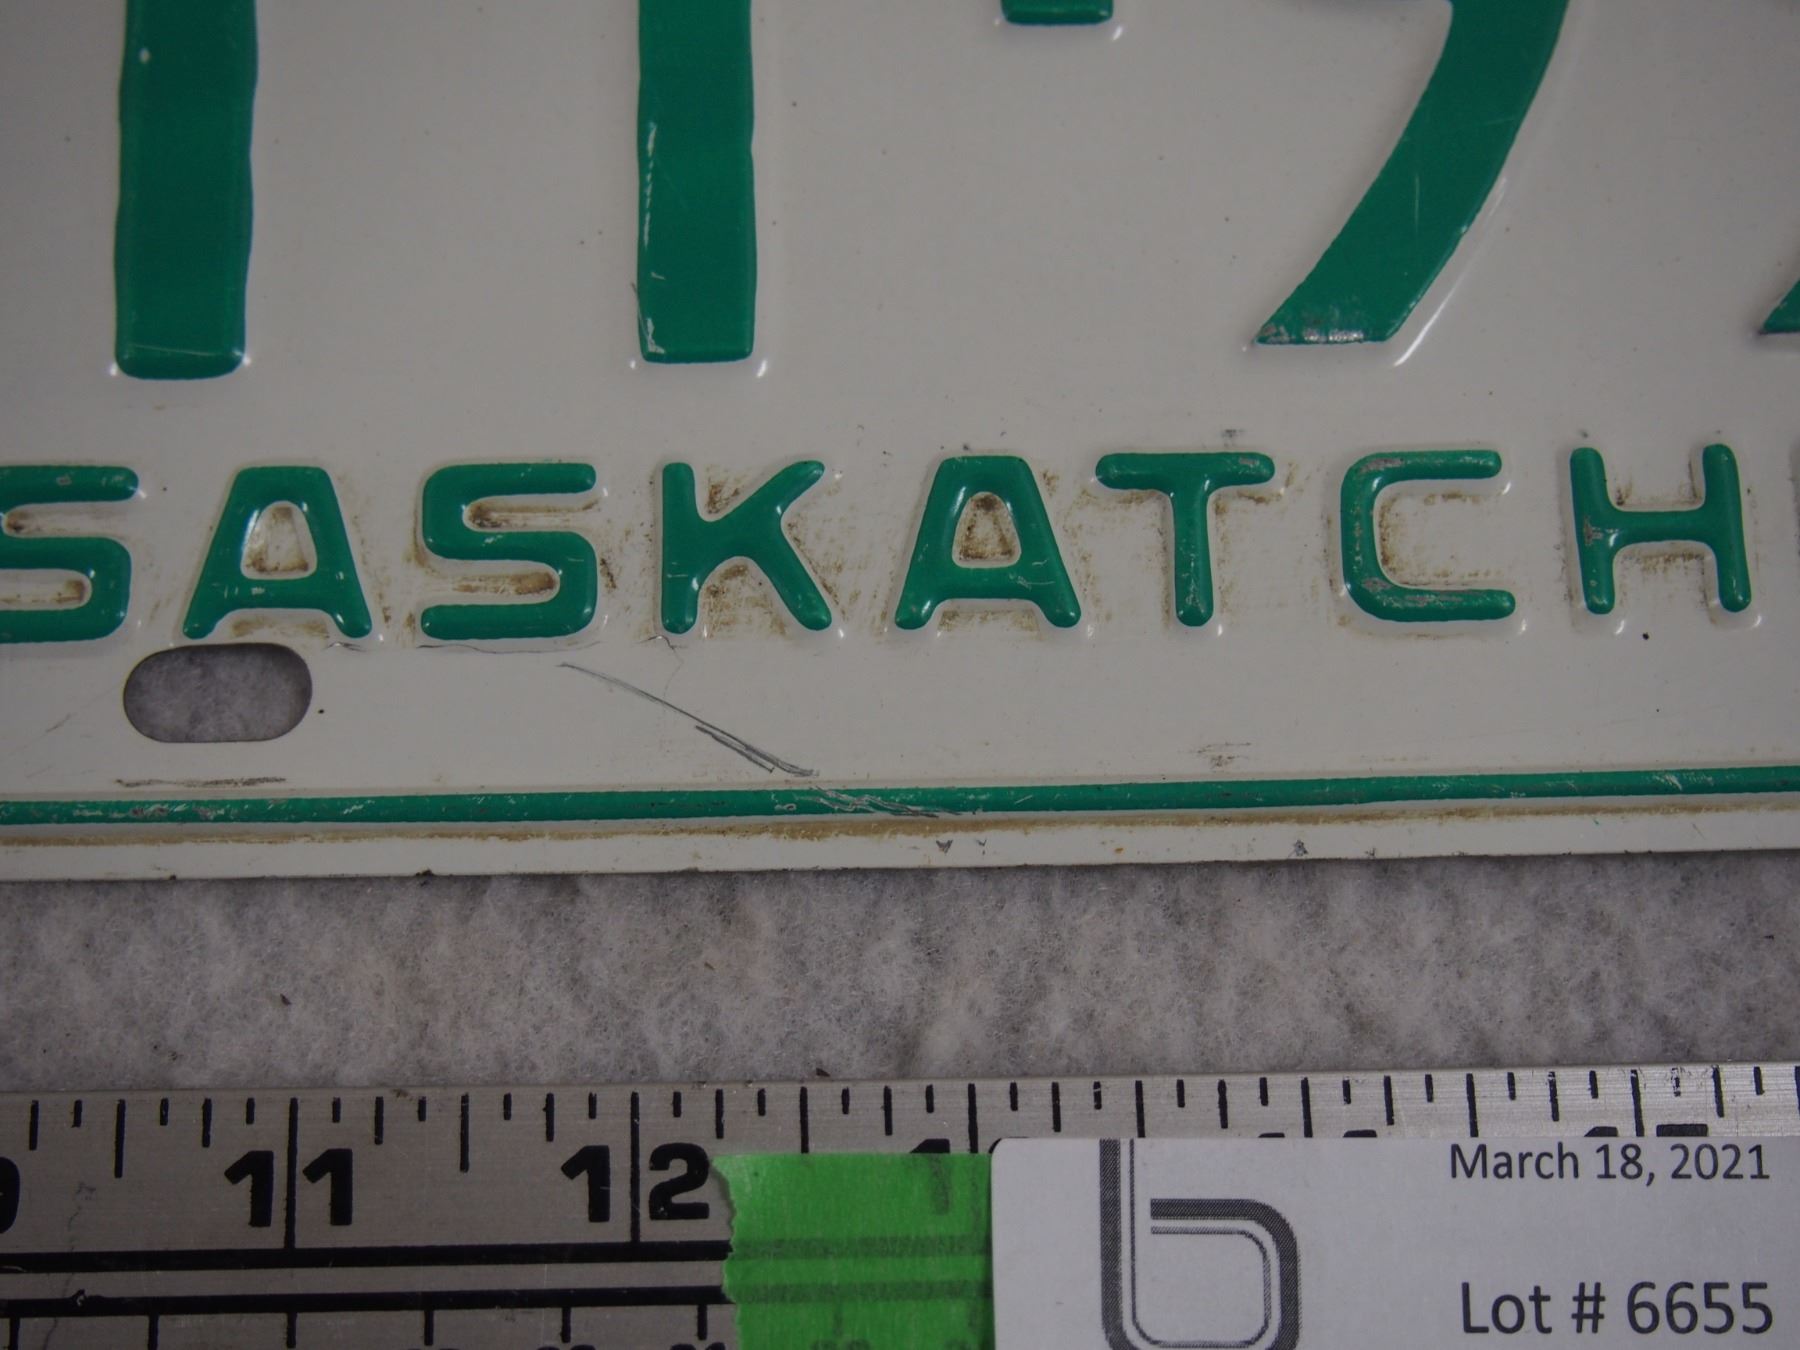 SASKATCH
11 12
March 18, 2021
Lot # 6655